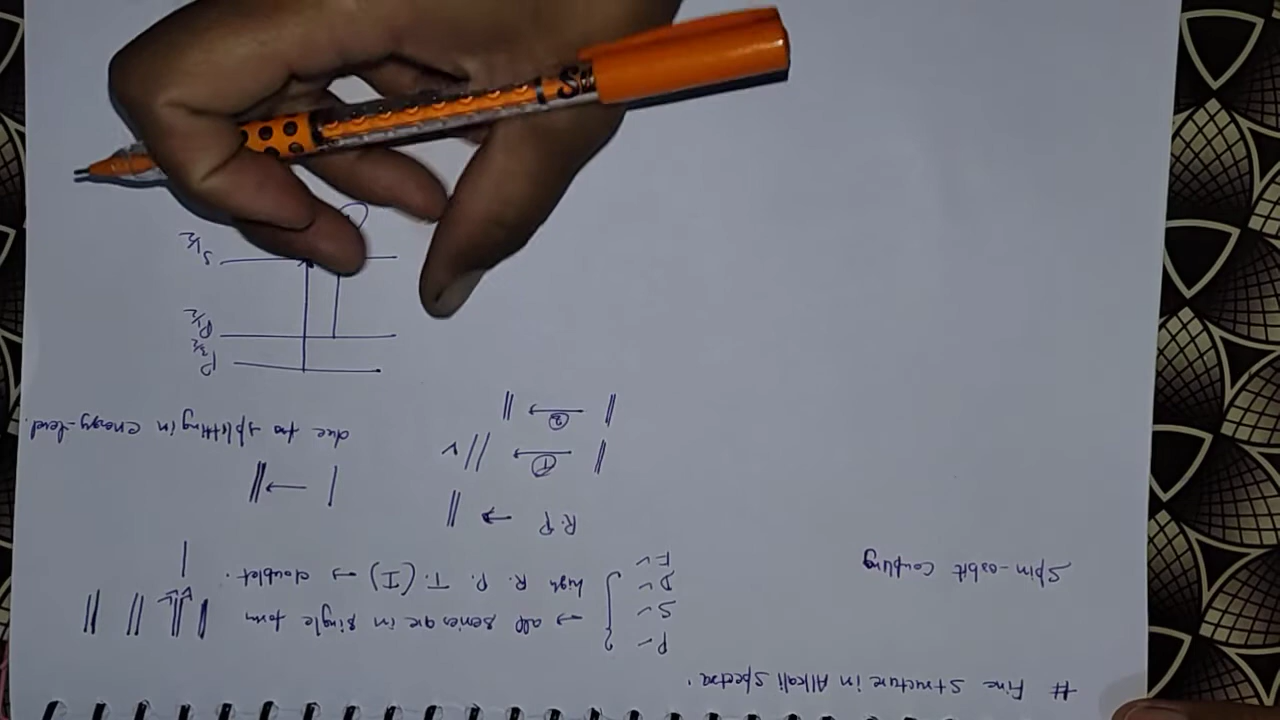 # Fine Structure in Alkali Spectra.
P
S → all series are in single form
D high R. P. T. (I) → doublet.
F
Spin-orbit Coupling
R.P →
①
②
due to splitting in energy-level.
P3/2
P1/2
S1/2